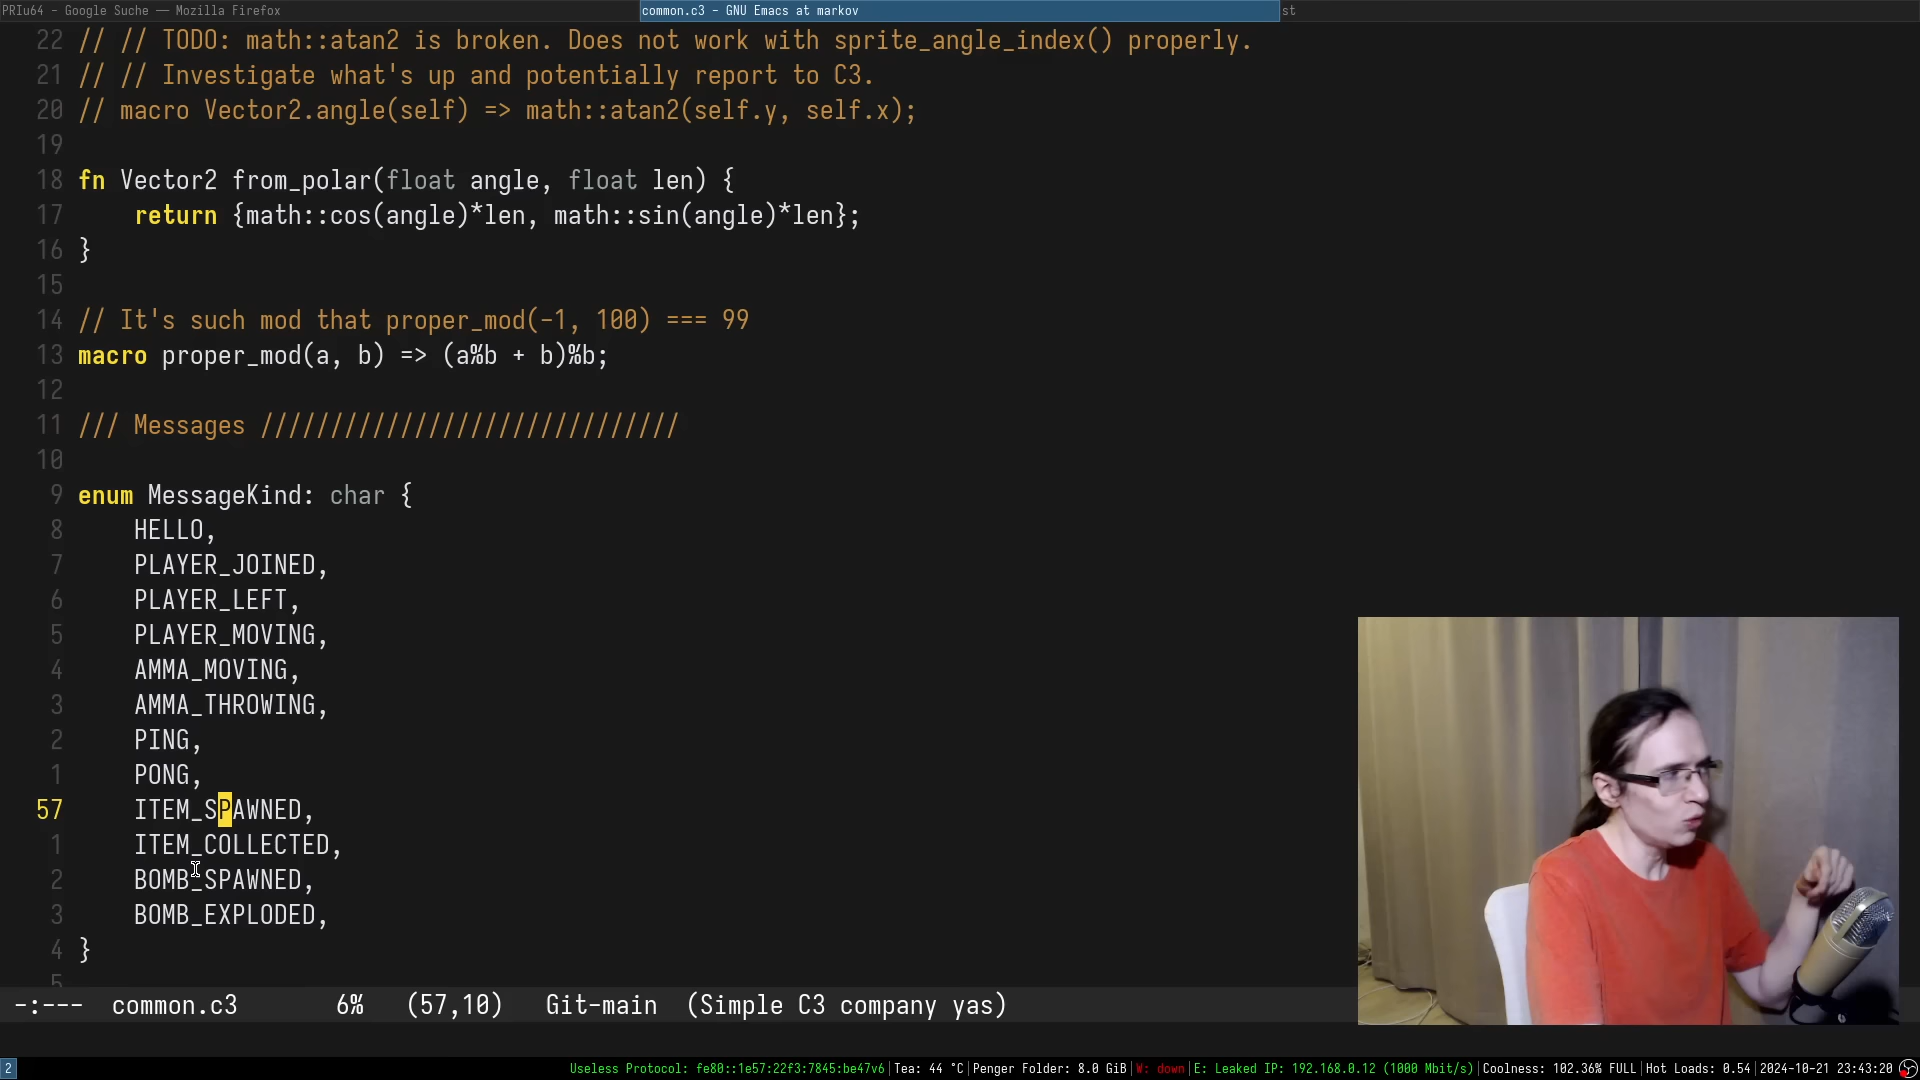 PRIu64 - Google Suche — Mozilla Firefox
common.c3 - GNU Emacs at markov
st
22 // // TODO: math::atan2 is broken. Does not work with sprite_angle_index() properly.
21 // // Investigate what's up and potentially report to C3.
20 // macro Vector2.angle(self) => math::atan2(self.y, self.x);
19
18 fn Vector2 from_polar(float angle, float len) {
17 return {math::cos(angle)*len, math::sin(angle)*len};
16 }
15
14 // It's such mod that proper_mod(-1, 100) === 99
13 macro proper_mod(a, b) => (a%b + b)%b;
12
11 /// Messages //////////////////////////////
10
9 enum MessageKind: char {
8 HELLO,
7 PLAYER_JOINED,
6 PLAYER_LEFT,
5 PLAYER_MOVING,
4 AMMA_MOVING,
3 AMMA_THROWING,
2 PING,
1 PONG,
57 ITEM_SPAWNED,
1 ITEM_COLLECTED,
2 BOMB_SPAWNED,
3 BOMB_EXPLODED,
4 }
5
-:--- common.c3 6% (57,10) Git-main (Simple C3 company yas)
2 Useless Protocol: fe80::1e57:22f3:7845:be47v6|Tea: 44 °C|Penger Folder: 8.0 GiB|W: down|E: Leaked IP: 192.168.0.12 (1000 Mbit/s)|Coolness: 102.36% FULL|Hot Loads: 0.54|2024-10-21 23:43:20